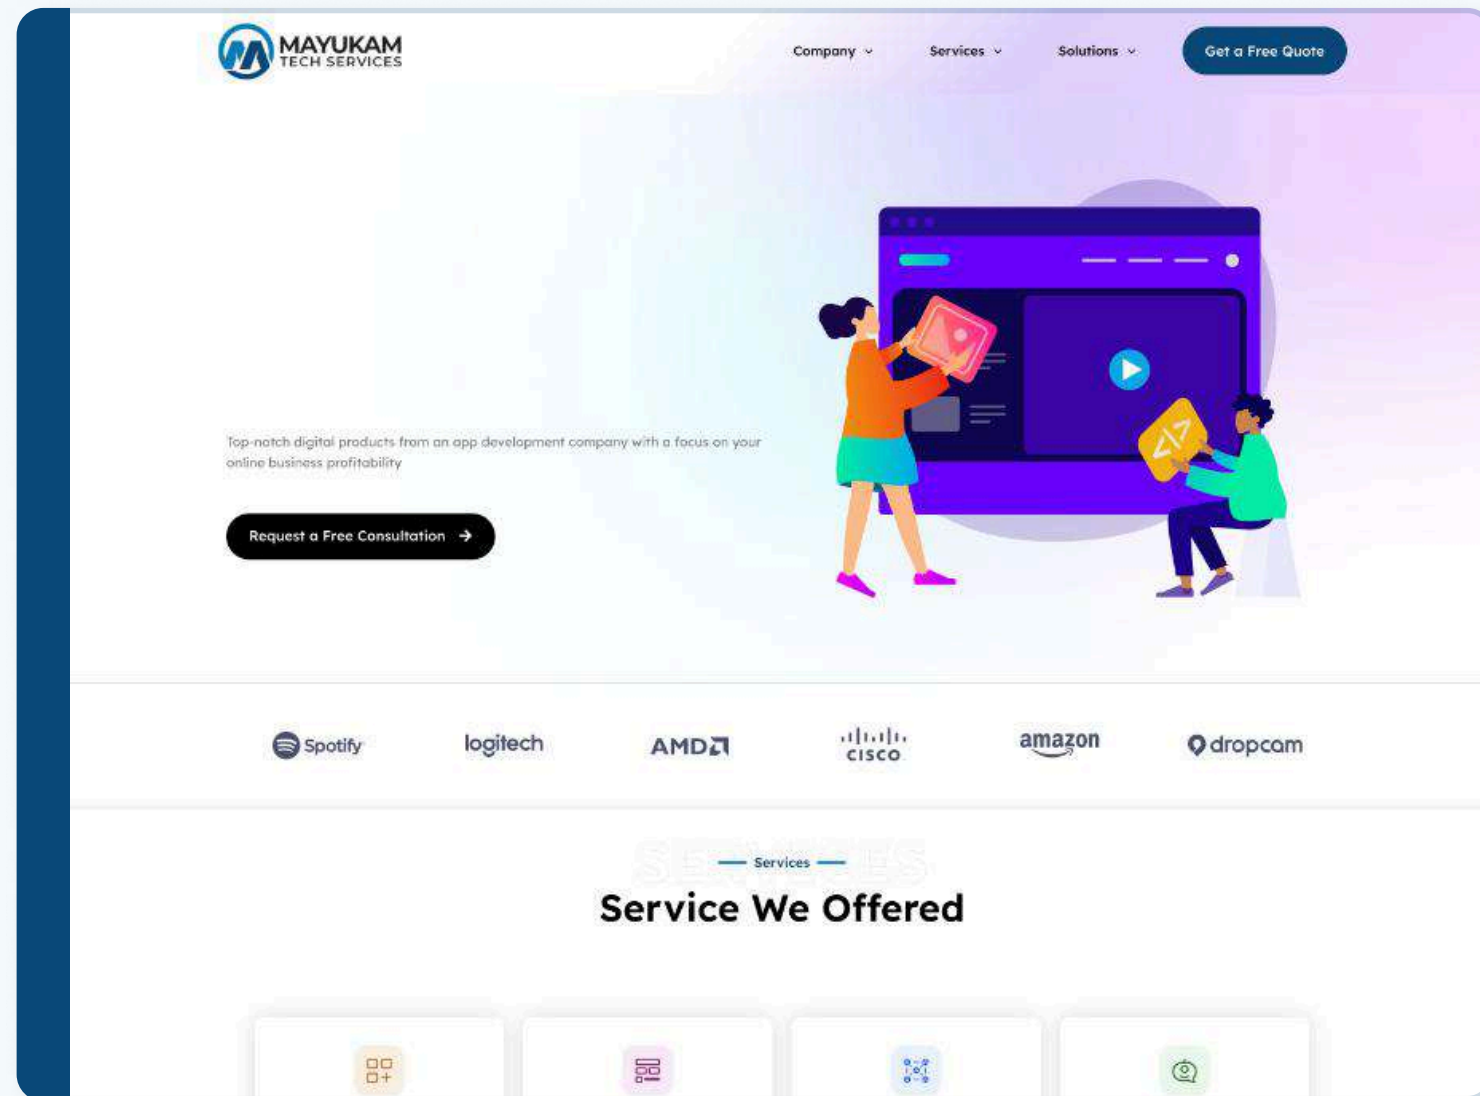 MAYUKAM
TECH SERVICES
Company
Services
Solutions
Get a Free Quote
Top-notch digital products from an app development company with a focus on your
online business profitability
Request a Free Consultation
Spotify
logitech
AMD
CISCO
amazon
dropcam
SERVICES
Services
Service We Offered